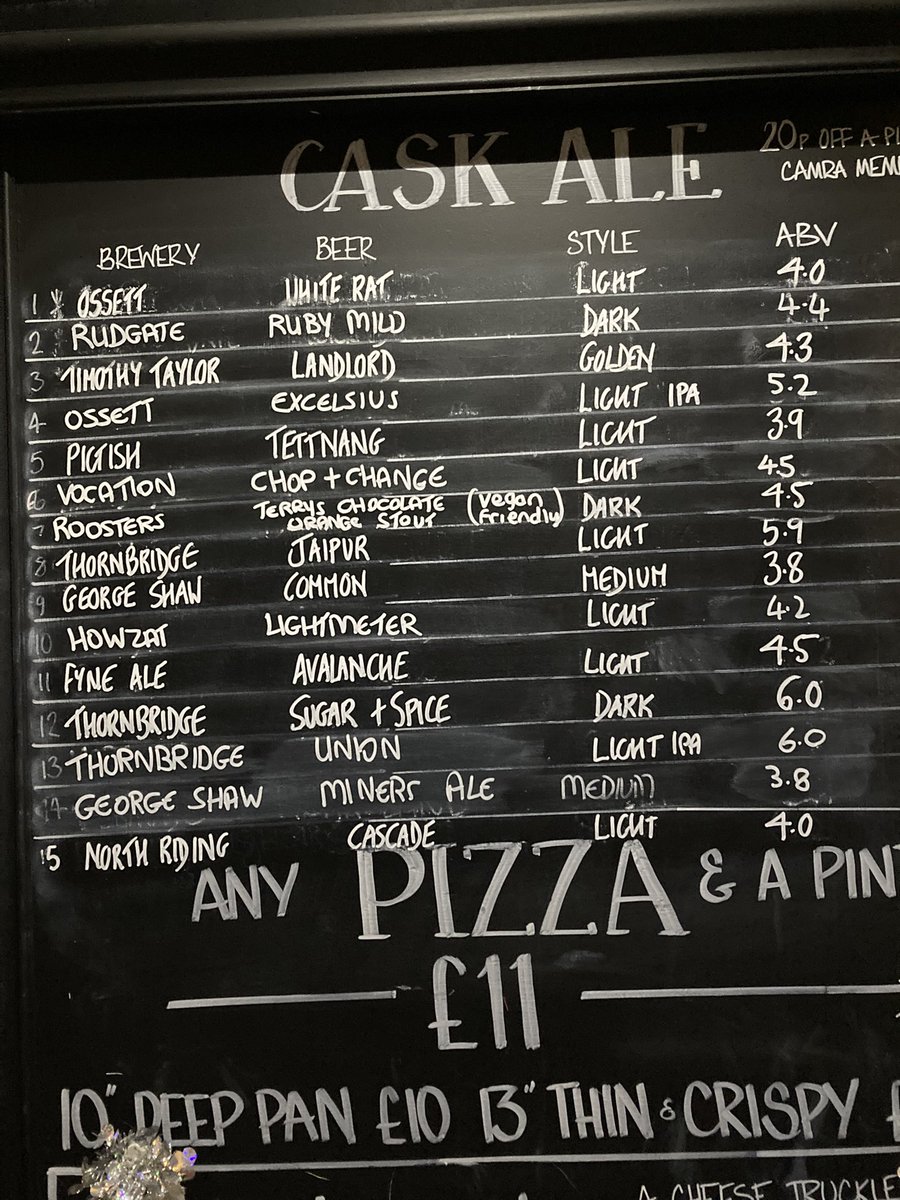 CASK ALE
20P OFF A
CAMRA
BREWERY BEER STYLE ABV
1 * OSSETT WHITE RAT LIGHT 4.0
2 RUDGATE RUBY MILD DARK 4.4
3 TIMOTHY TAYLOR LANDLORD GOLDEN 4.3
4 OSSETT EXCELSIUS LIGHT IPA 5.2
5 PIGFISH TETTNANG LIGHT 3.9
6 VOCATION CHOP + CHANGE LIGHT 45
7 ROOSTERS TERRYS CHOCOLATE ORANGE STOUT (vegan friendly) DARK 4.5
8 THORNBRIDGE JAIPUR LIGHT 5.9
9 GEORGE SHAW COMMON MEDIUM 3.8
10 HOWZAT LIGHTMETER LIGHT 4.2
11 FYNE ALE AVALANCHE LIGHT 4.5
12 THORNBRIDGE SUGAR + SPICE DARK 6.0
13 THORNBRIDGE UNION LIGHT IPA 6.0
14 GEORGE SHAW MINERS ALE MEDIUM 3.8
15 NORTH RIDING CASCADE LIGHT 4.0
ANY PIZZA & A PINT
£11
10" DEEP PAN £10 13" THIN & CRISPY £
A CHEESE TRUCKLE